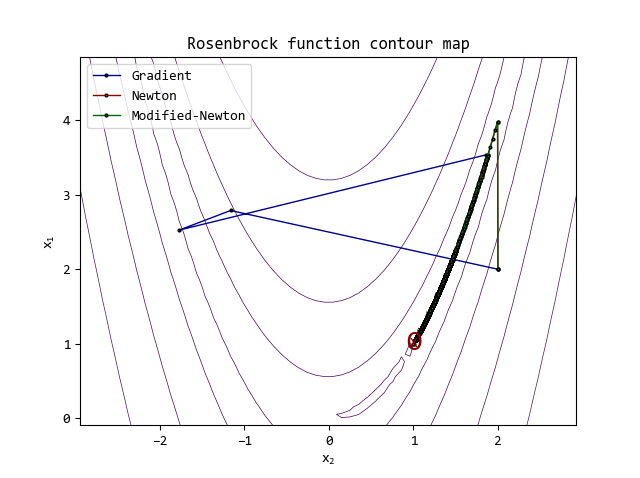 Rosenbrock function contour map
Gradient
Newton
Modified-Newton
4
3
2
1
0
x₁
−2
−1
0
1
2
x₂